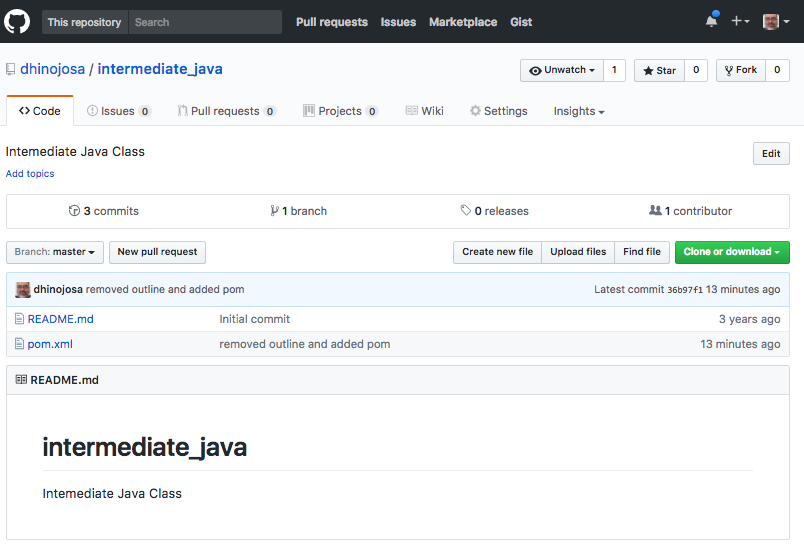 This repository Search Pull requests Issues Marketplace Gist
dhinojosa / intermediate_java Unwatch 1 Star 0 Fork 0
Code Issues 0 Pull requests 0 Projects 0 Wiki Settings Insights
Intemediate Java Class Edit
Add topics
3 commits 1 branch 0 releases 1 contributor
Branch: master New pull request Create new file Upload files Find file Clone or download
dhinojosa removed outline and added pom Latest commit 36b97f1 13 minutes ago
README.md Initial commit 3 years ago
pom.xml removed outline and added pom 13 minutes ago
README.md
intermediate_java
Intemediate Java Class